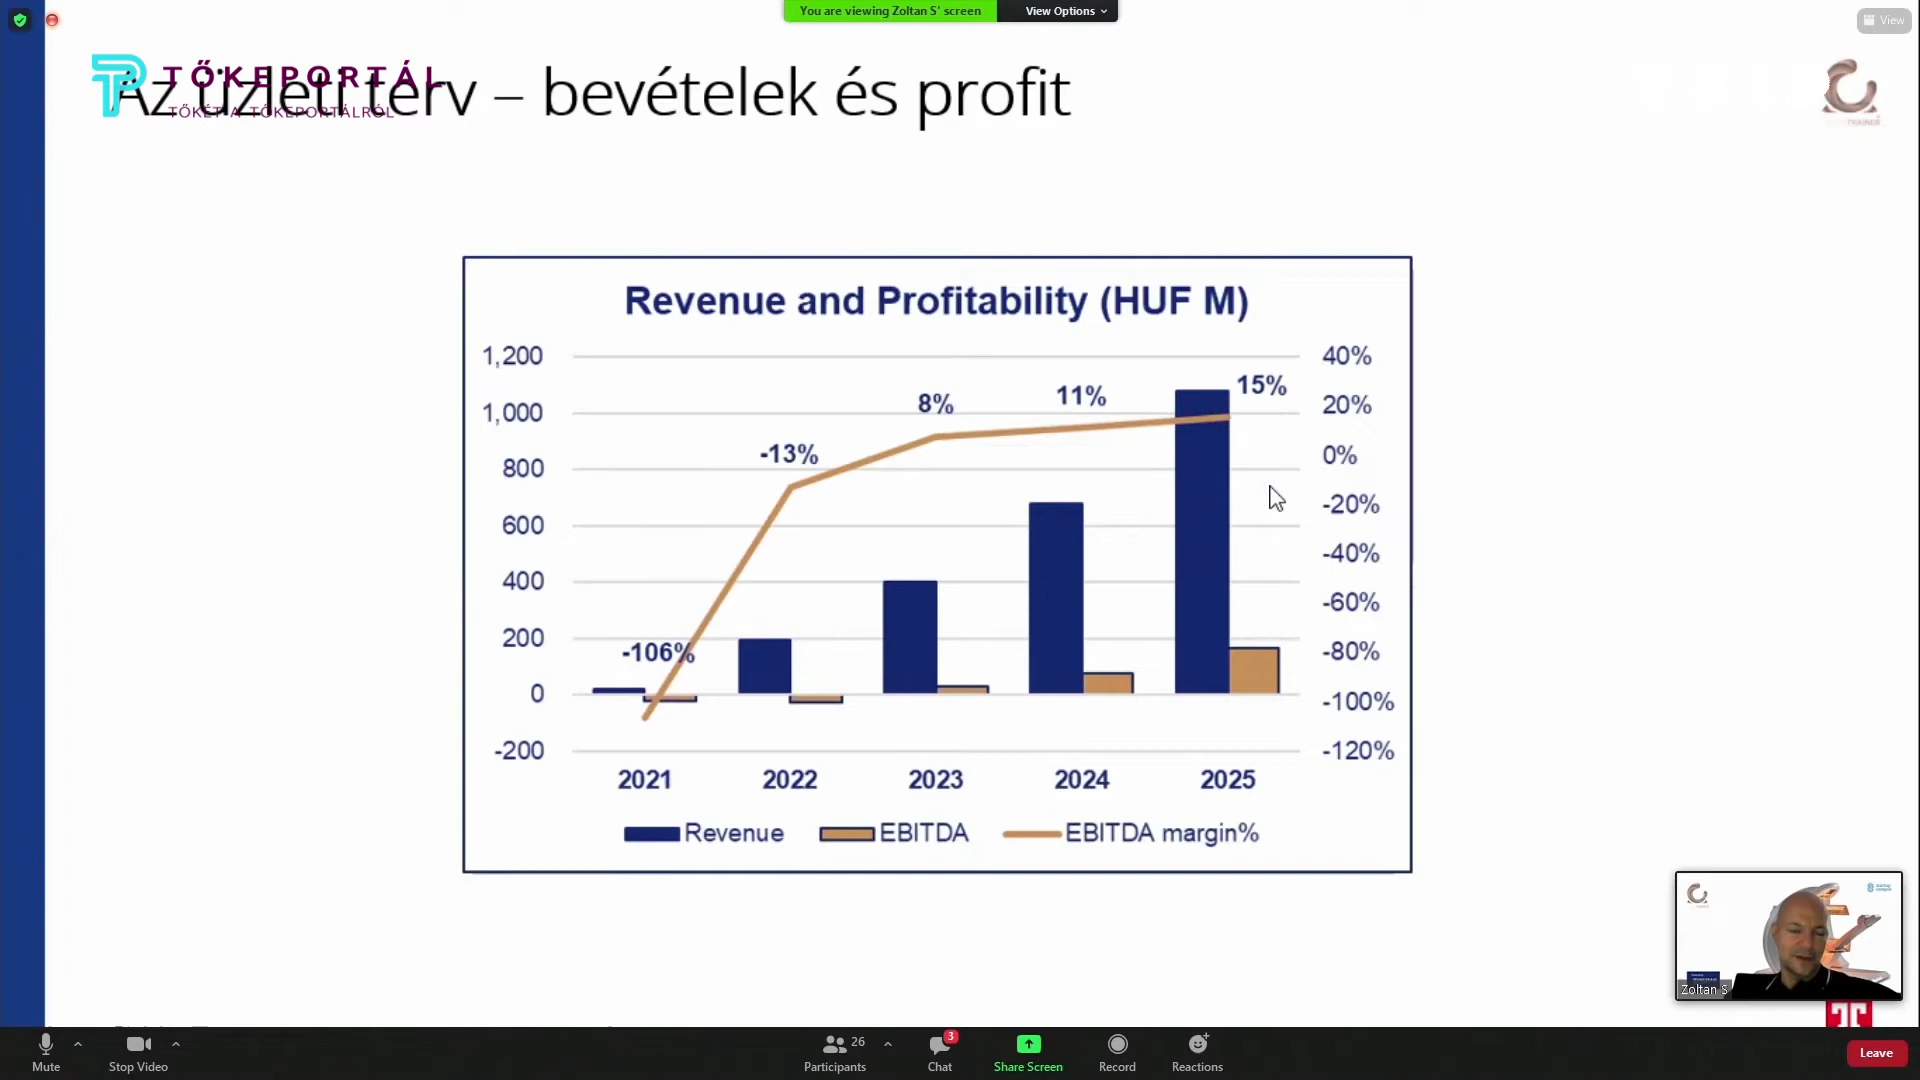 You are viewing Zoltan S' screen
View Options
View
TŐKEPORTÁL
TŐKÉT A TŐKEPORTÁLRÓL
Az üzleti terv – bevételek és profit
TRAINER
Revenue and Profitability (HUF M)
1,200
1,000
800
600
400
200
0
-200
40%
20%
0%
-20%
-40%
-60%
-80%
-100%
-120%
-106%
-13%
8%
11%
15%
2021 2022 2023 2024 2025
Revenue EBITDA EBITDA margin%
Zoltan S
Mute
Stop Video
26
Participants
3
Chat
Share Screen
Record
Reactions
Leave